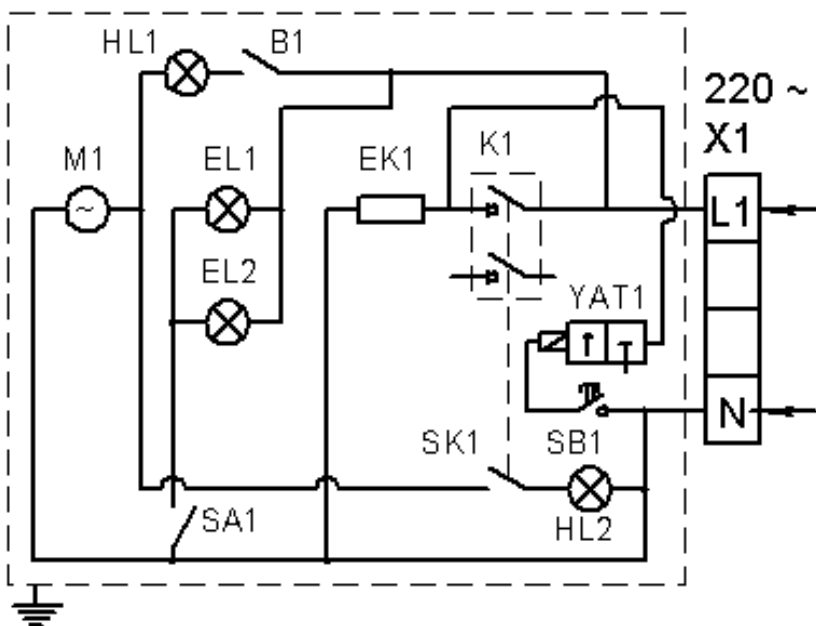 HL1 B1
220 ~
X1
M1 EL1 EK1 K1
~
L1
EL2
YAT1
N
SK1 SB1
SA1
HL2